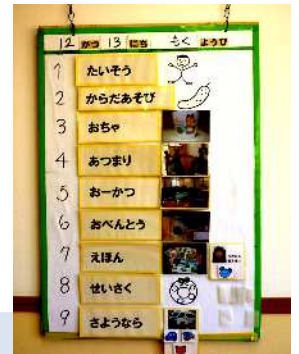 12 がつ 13 にち もく ようび
1 たいそう
2 からだあそび
3 おちゃ
4 あつまり
5 おーかつ
6 おべんとう
7 えほん
8 せいさく
9 さようなら